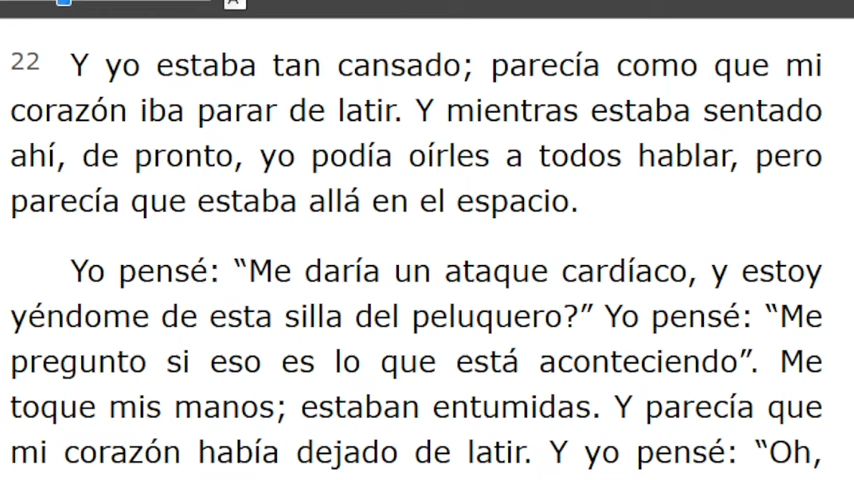 22 Y yo estaba tan cansado; parecía como que mi
corazón iba parar de latir. Y mientras estaba sentado
ahí, de pronto, yo podía oírles a todos hablar, pero
parecía que estaba allá en el espacio.
Yo pensé: “Me daría un ataque cardíaco, y estoy
yéndome de esta silla del peluquero?” Yo pensé: “Me
pregunto si eso es lo que está aconteciendo”. Me
toque mis manos; estaban entumidas. Y parecía que
mi corazón había dejado de latir. Y yo pensé: “Oh,